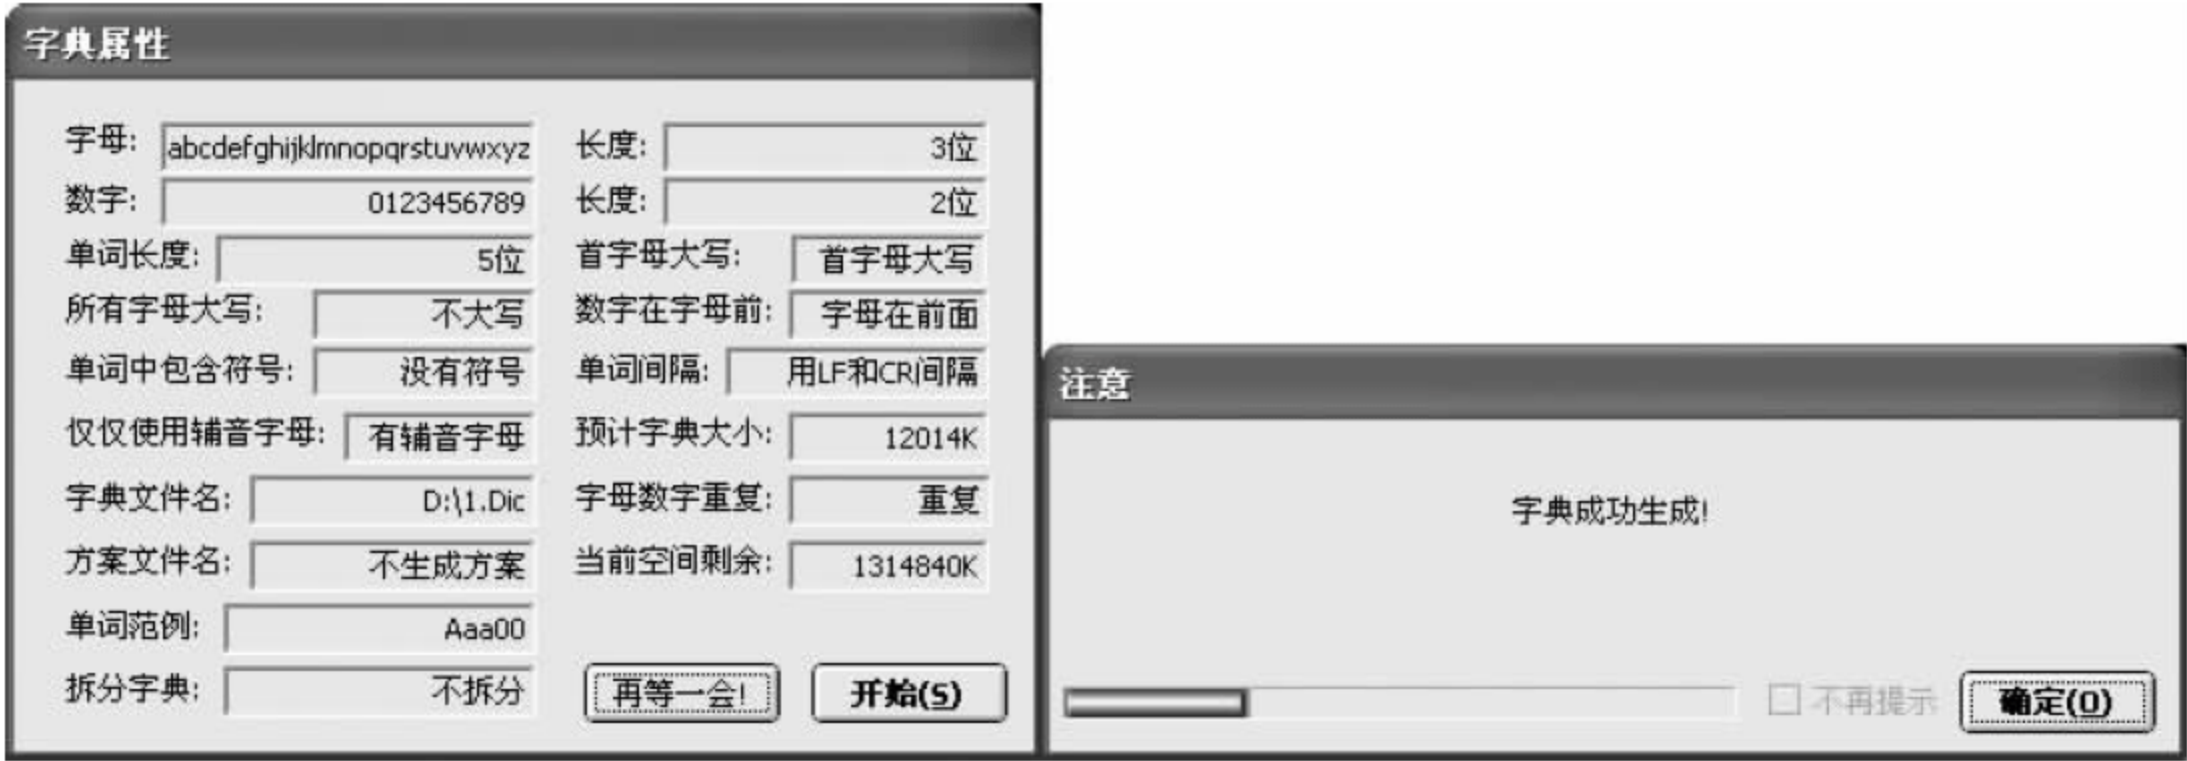 字典属性
字母: abcdefghijklmnopqrstuvwxyz 长度: 3位
数字: 0123456789 长度: 2位
单词长度: 5位 首字母大写: 首字母大写
所有字母大写: 不大写 数字在字母前: 字母在前面
单词中包含符号: 没有符号 单词间隔: 用LF和CR间隔
仅仅使用辅音字母: 有辅音字母 预计字典大小: 12014K
字典文件名: D:\1.Dic 字母数字重复: 重复
方案文件名: 不生成方案 当前空间剩余: 1314840K
单词范例: Aaa00
拆分字典: 不拆分 再等一会! 开始(S)
注意
字典成功生成!
不再提示 确定(O)